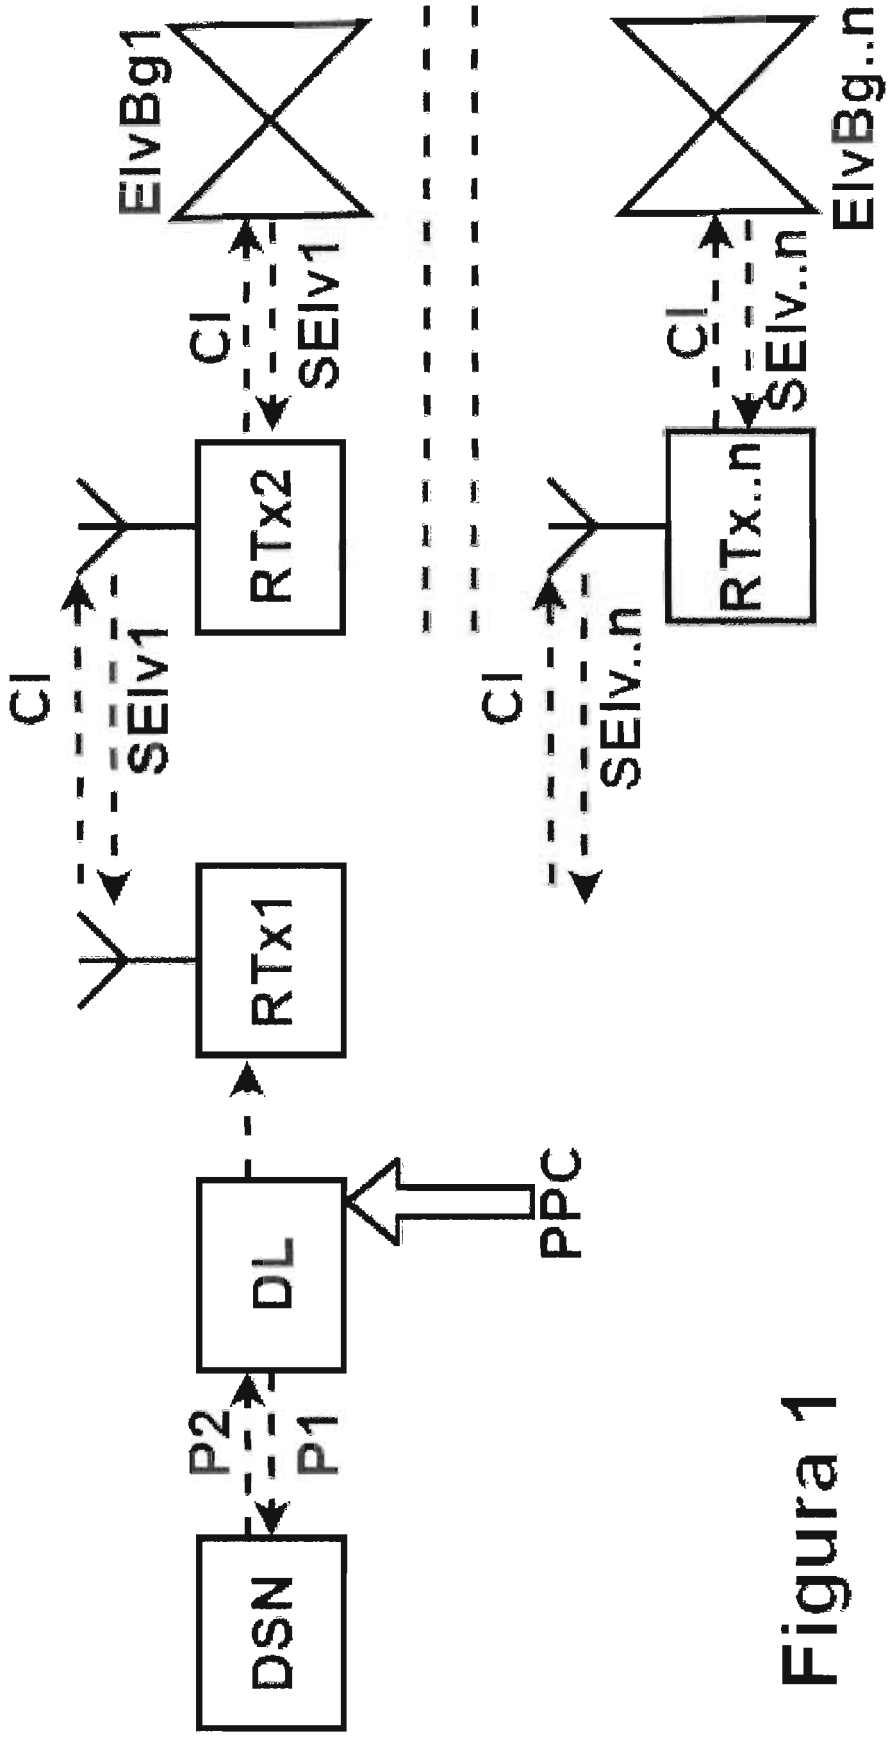 DSN
P2
P1
DL
PPC
RTx1
CI
SElv1
RTx2
CI
SElv1
ElvBg1
CI
SElv..n
RTx..n
CI
SElv..n
ElvBg..n
Figura 1